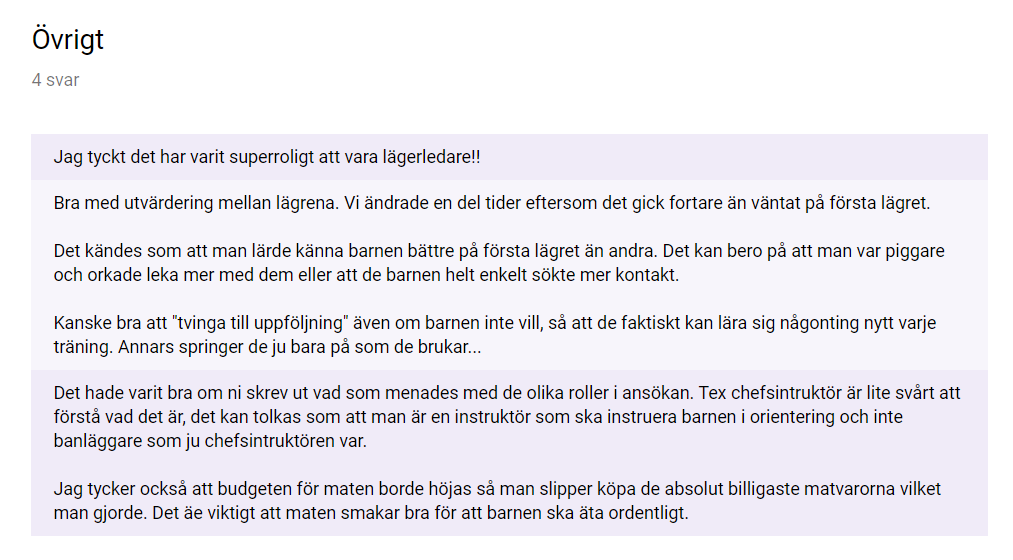 Övrigt
4 svar
Jag tyckt det har varit superroligt att vara lägerledare!!
Bra med utvärdering mellan lägrena. Vi ändrade en del tider eftersom det gick fortare än väntat på första lägret.
Det kändes som att man lärde känna barnen bättre på första lägret än andra. Det kan bero på att man var piggare
och orkade leka mer med dem eller att de barnen helt enkelt sökte mer kontakt.
Kanske bra att "tvinga till uppföljning" även om barnen inte vill, så att de faktiskt kan lära sig någonting nytt varje
träning. Annars springer de ju bara på som de brukar...
Det hade varit bra om ni skrev ut vad som menades med de olika roller i ansökan. Tex chefsintruktör är lite svårt att
förstå vad det är, det kan tolkas som att man är en instruktör som ska instruera barnen i orientering och inte
banläggare som ju chefsintruktören var.
Jag tycker också att budgeten för maten borde höjas så man slipper köpa de absolut billigaste matvarorna vilket
man gjorde. Det äe viktigt att maten smakar bra för att barnen ska äta ordentligt.